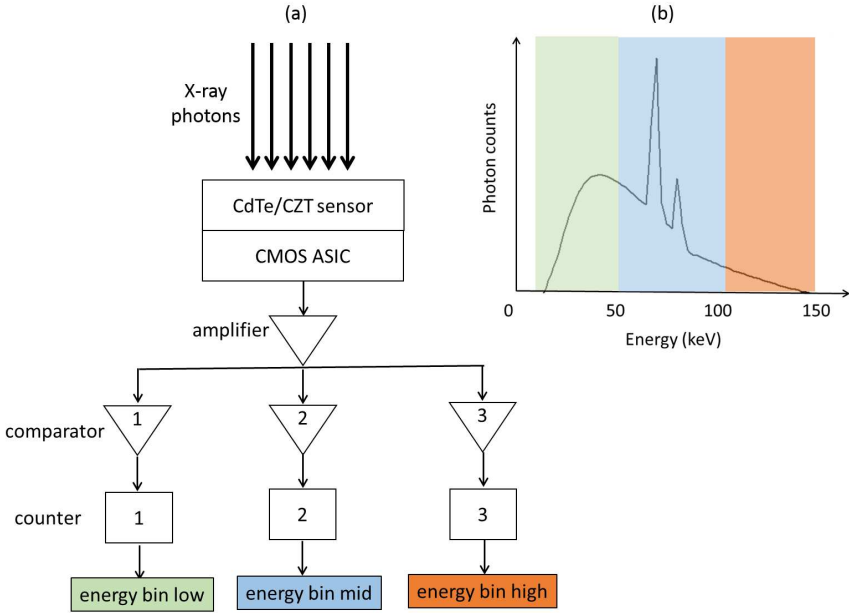 (a)
X-ray
photons
CdTe/CZT sensor
CMOS ASIC
amplifier
comparator
1
2
3
counter
1
2
3
energy bin low
energy bin mid
energy bin high
(b)
Photon counts
0
50
100
150
Energy (keV)